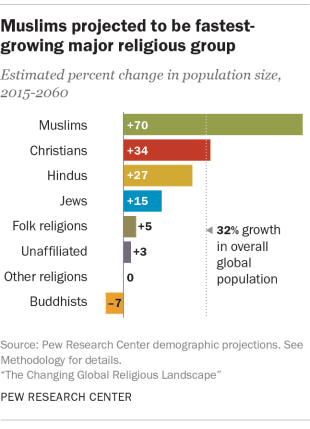 Muslims projected to be fastest-
growing major religious group
Estimated percent change in population size,
2015-2060
Muslims +70
Christians +34
Hindus +27
Jews +15
Folk religions +5
Unaffiliated +3
Other religions 0
Buddhists –7
32% growth
in overall
global
population
Source: Pew Research Center demographic projections. See
Methodology for details.
“The Changing Global Religious Landscape”
PEW RESEARCH CENTER